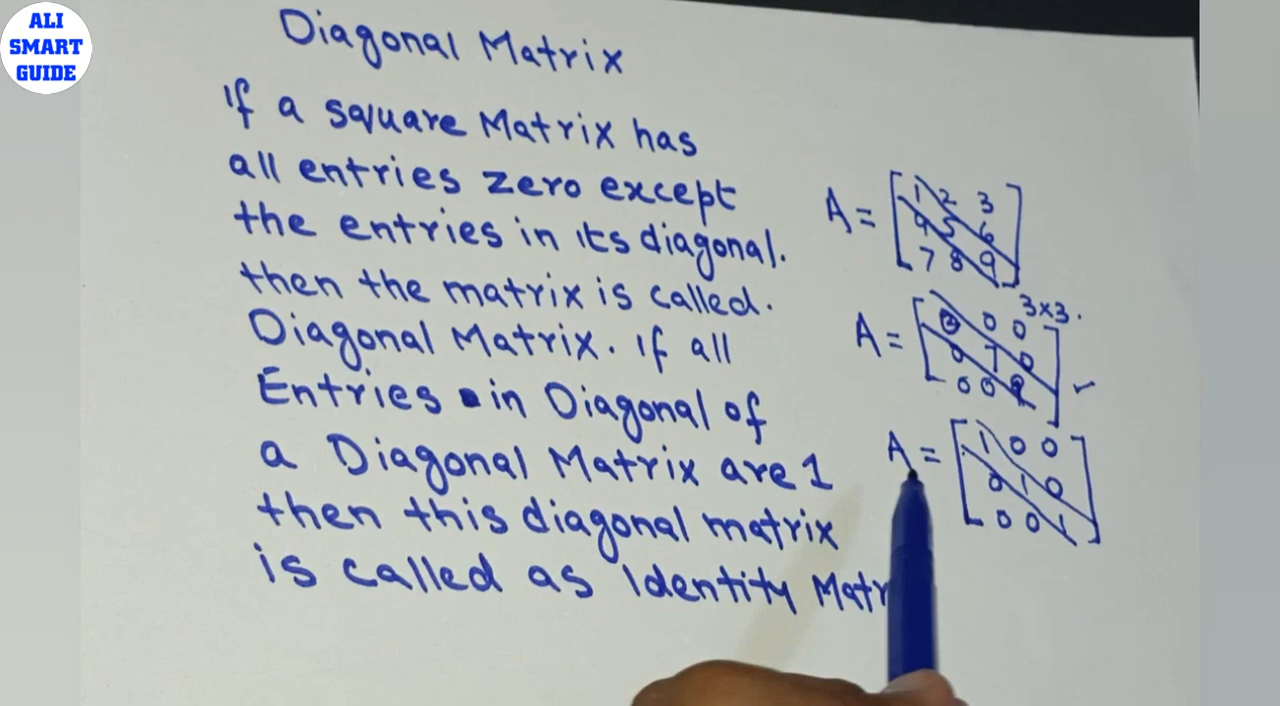 ALI
SMART
GUIDE
Diagonal Matrix
If a square Matrix has
all entries zero except
the entries in its diagonal.
then the matrix is called.
Diagonal Matrix. If all
Entries in Diagonal of
a Diagonal Matrix are 1
then this diagonal matrix
is called as Identity Matr
A = [1 2 3
4 5 6
7 8 9]
3×3.
A = [ 0 0
0 0
0 0 ]
A = [1 0 0
0 1 0
0 0 1]